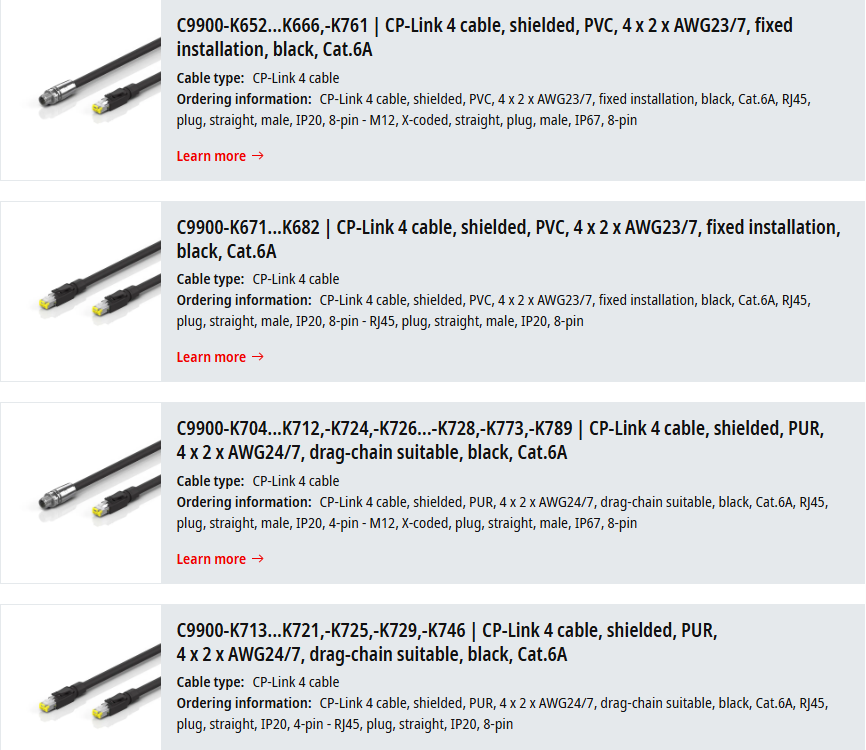 C9900-K652...K666,-K761 | CP-Link 4 cable, shielded, PVC, 4 x 2 x AWG23/7, fixed
installation, black, Cat.6A
Cable type: CP-Link 4 cable
Ordering information: CP-Link 4 cable, shielded, PVC, 4 x 2 x AWG23/7, fixed installation, black, Cat.6A, RJ45,
plug, straight, male, IP20, 8-pin - M12, X-coded, straight, plug, male, IP67, 8-pin
Learn more →
C9900-K671...K682 | CP-Link 4 cable, shielded, PVC, 4 x 2 x AWG23/7, fixed installation,
black, Cat.6A
Cable type: CP-Link 4 cable
Ordering information: CP-Link 4 cable, shielded, PVC, 4 x 2 x AWG23/7, fixed installation, black, Cat.6A, RJ45,
plug, straight, male, IP20, 8-pin - RJ45, plug, straight, male, IP20, 8-pin
Learn more →
C9900-K704...K712,-K724,-K726...-K728,-K773,-K789 | CP-Link 4 cable, shielded, PUR,
4 x 2 x AWG24/7, drag-chain suitable, black, Cat.6A
Cable type: CP-Link 4 cable
Ordering information: CP-Link 4 cable, shielded, PUR, 4 x 2 x AWG24/7, drag-chain suitable, black, Cat.6A, RJ45,
plug, straight, male, IP20, 4-pin - M12, X-coded, plug, straight, male, IP67, 8-pin
Learn more →
C9900-K713...K721,-K725,-K729,-K746 | CP-Link 4 cable, shielded, PUR,
4 x 2 x AWG24/7, drag-chain suitable, black, Cat.6A
Cable type: CP-Link 4 cable
Ordering information: CP-Link 4 cable, shielded, PUR, 4 x 2 x AWG24/7, drag-chain suitable, black, Cat.6A, RJ45,
plug, straight, IP20, 4-pin - RJ45, plug, straight, IP20, 8-pin